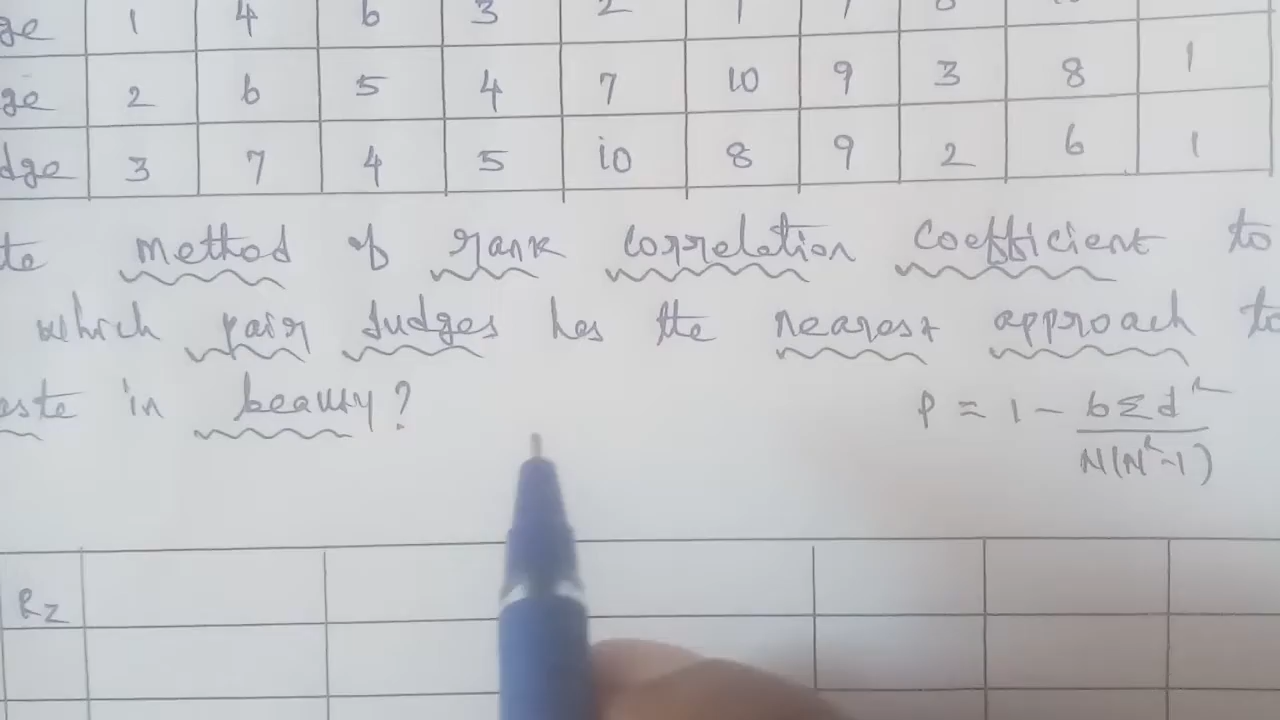 ge 1 4 6 3 2 1
ge 2 6 5 4 7 10 9 3 8 1
dge 3 7 4 5 10 8 9 2 6 1
te method of rank correlation coefficient to
which pair Judges has the nearest approach to
aste in beauty?
ρ = 1 - 6Σd² / N(N²-1)
Rz